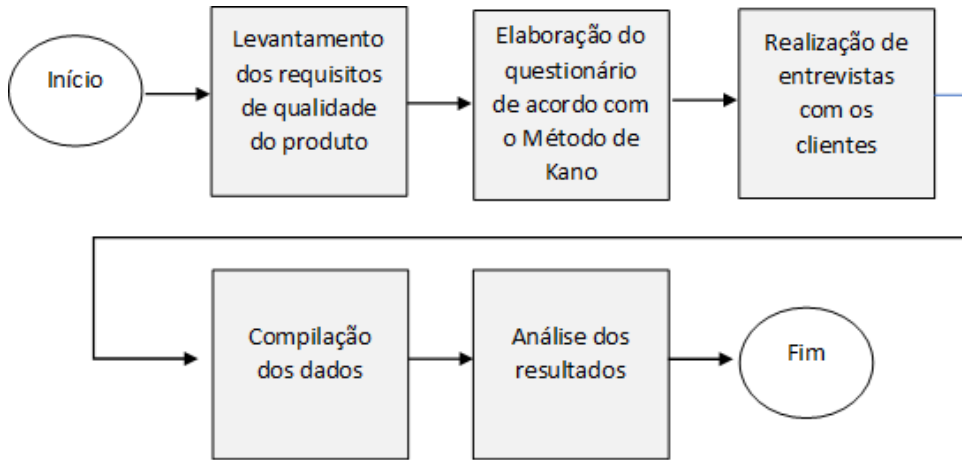 Início
Levantamento
dos requisitos
de qualidade
do produto
Elaboração do
questionário
de acordo com
o Método de
Kano
Realização de
entrevistas
com os
clientes
Compilação
dos dados
Análise dos
resultados
Fim